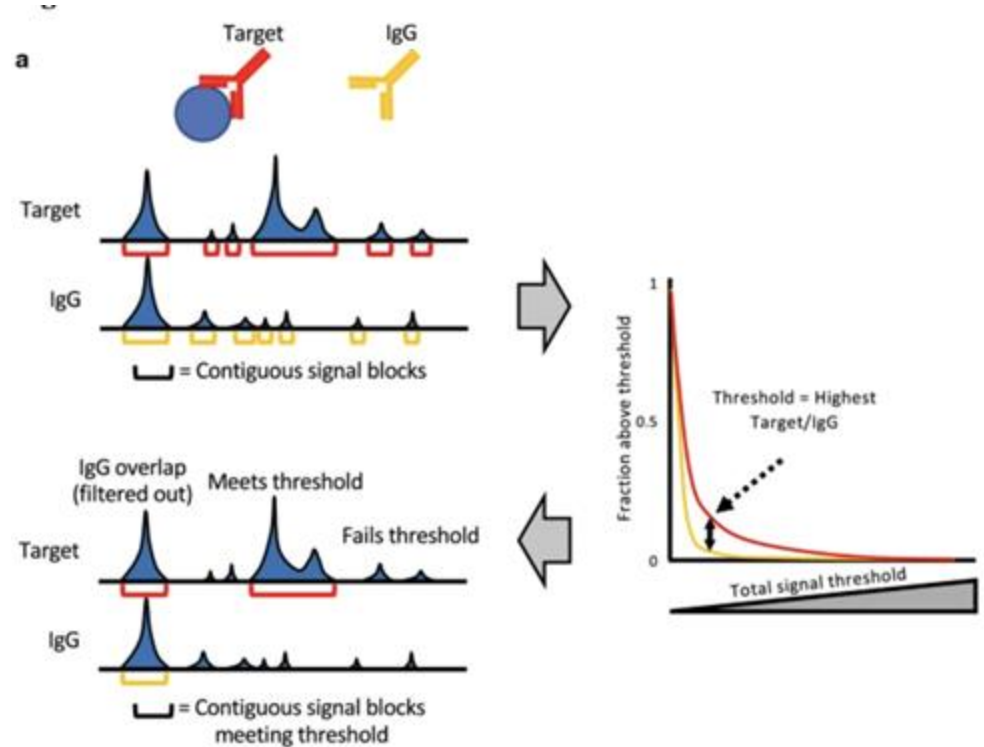 a
Target
IgG
Target
IgG
= Contiguous signal blocks
1
Fraction above threshold
0.5
Threshold = Highest
Target/IgG
0
Total signal threshold
IgG overlap
(filtered out)
Meets threshold
Fails threshold
Target
IgG
= Contiguous signal blocks
meeting threshold